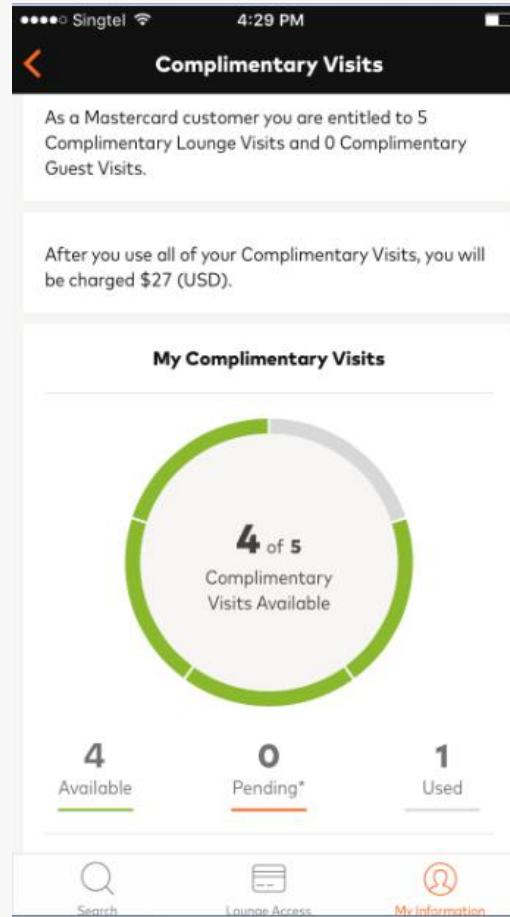 Singtel 4:29 PM
Complimentary Visits
As a Mastercard customer you are entitled to 5
Complimentary Lounge Visits and 0 Complimentary
Guest Visits.
After you use all of your Complimentary Visits, you will
be charged $27 (USD).
My Complimentary Visits
4 of 5
Complimentary
Visits Available
4 0 1
Available Pending* Used
Search Lounge Access My Information